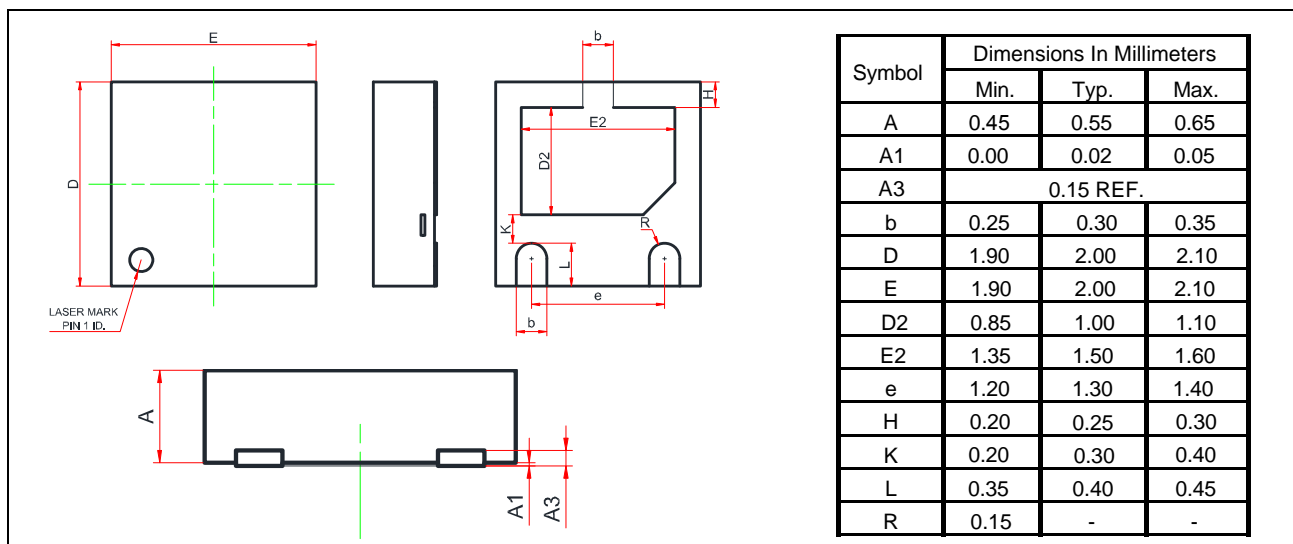 E
D
LASER MARK
PIN 1 ID.
b
H
E2
D2
K
R
L
e
b
A
A1
A3
Symbol Dimensions In Millimeters
Min. Typ. Max.
A 0.45 0.55 0.65
A1 0.00 0.02 0.05
A3 0.15 REF.
b 0.25 0.30 0.35
D 1.90 2.00 2.10
E 1.90 2.00 2.10
D2 0.85 1.00 1.10
E2 1.35 1.50 1.60
e 1.20 1.30 1.40
H 0.20 0.25 0.30
K 0.20 0.30 0.40
L 0.35 0.40 0.45
R 0.15 - -